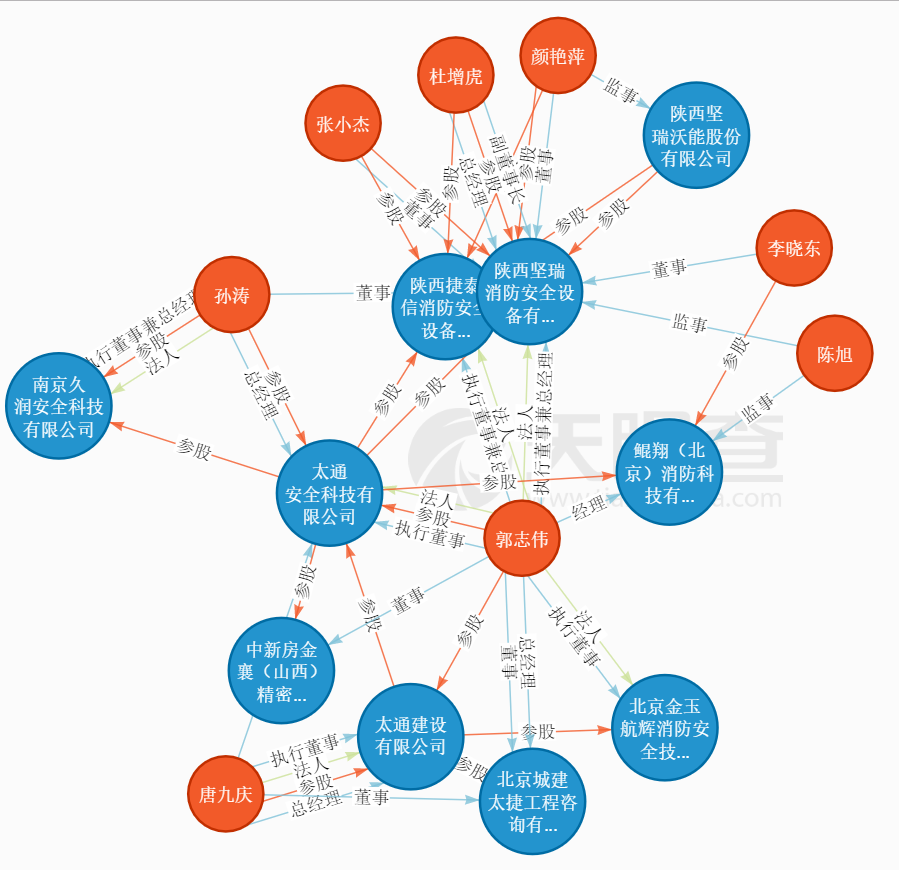 颜艳萍
杜增虎
监事
陕西坚
瑞沃能股份
有限公司
张小杰
副董事长
董事
参股
参股
总经理
参股
参股
董事
参股
参股
参股
李晓东
董事
孙涛
董事
陕西捷泰
信消防安全
设备...
陕西坚瑞
消防安全设
备有...
执行董事兼总经理
参股
法人
监事
陈旭
参股
南京久
润安全科技
有限公司
参股
总经理
参股
参股
执行董事兼总
法人
法人
执行董事兼总经理
监事
天眼查
参股
太通
安全科技有
限公司
参股
鲲翔（北
京）消防科
技有...
法人
参股
执行董事
郭志伟
经理
参股
董事
参股
参股
法人
执行董事
中新房金
襄（山西）
精密...
董事
总经理
太通建设
有限公司
参股
北京金玉
航辉消防安
全技...
执行董事
法人
参股
总经理
唐九庆
董事
参股
北京城建
太捷工程咨
询有...